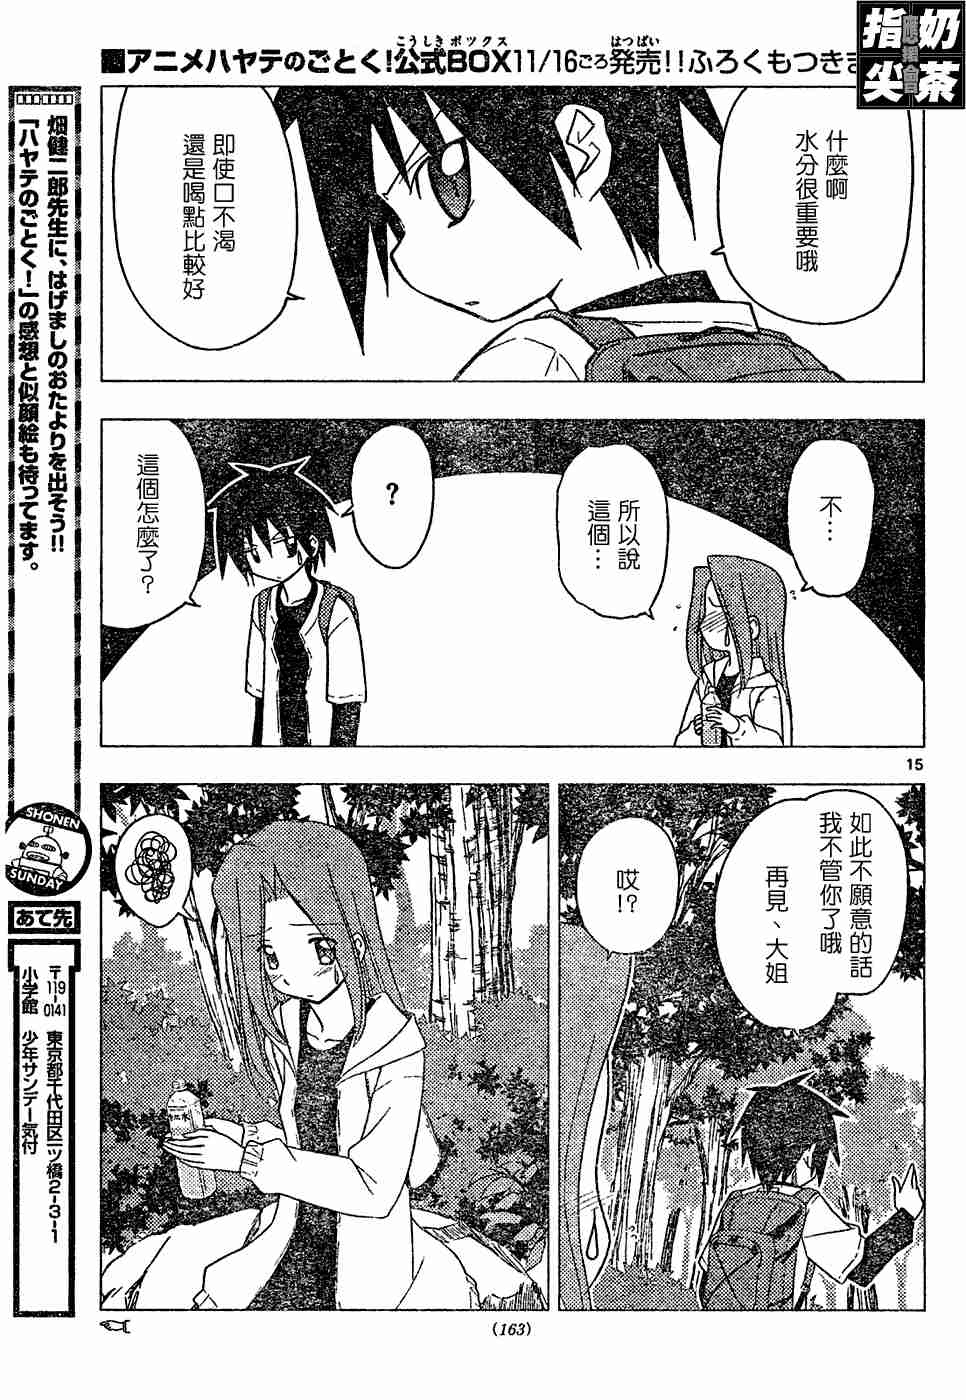 アニメハヤテのごとく!公式BOX11/16ごろ発売!!ふろくもつきま
こうしきボックス
はつばい
指尖
奶茶
應援會
什麼啊
水分很重要哦
即使口不渴
還是喝點比較好
不…
所以說
這個…
?
這個怎麼了?
15
如此不願意的話
我不管你了哦
再見、大姐
哎!?
畑健二郎先生に、はげましのおたよりを出そう!!
「ハヤテのごとく!」の感想と似顔絵も待ってます。
SHONEN
SUNDAY
あて先
〒119-0141 東京都千代田区一ツ橋2-3-1
小学館 少年サンデー気付
(163)